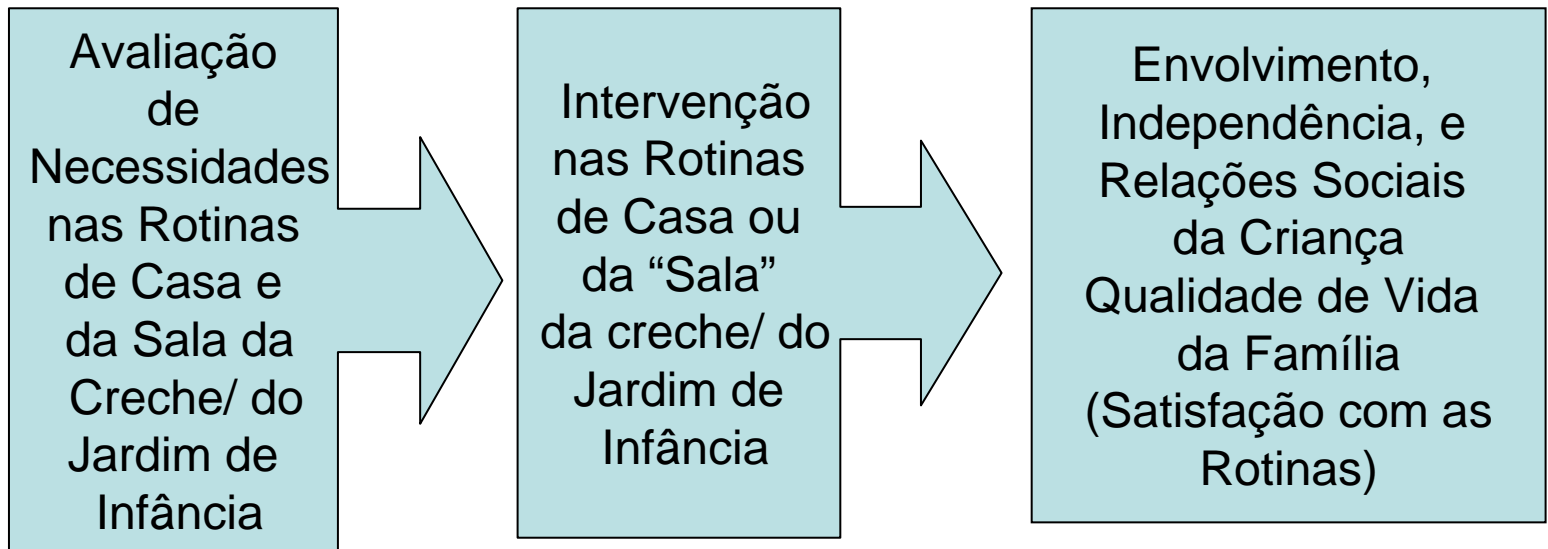 Avaliação
de
Necessidades
nas Rotinas
de Casa e
da Sala da
Creche/ do
Jardim de
Infância
Intervenção
nas Rotinas
de Casa ou
da “Sala”
da creche/ do
Jardim de
Infância
Envolvimento,
Independência, e
Relações Sociais
da Criança
Qualidade de Vida
da Família
(Satisfação com as
Rotinas)